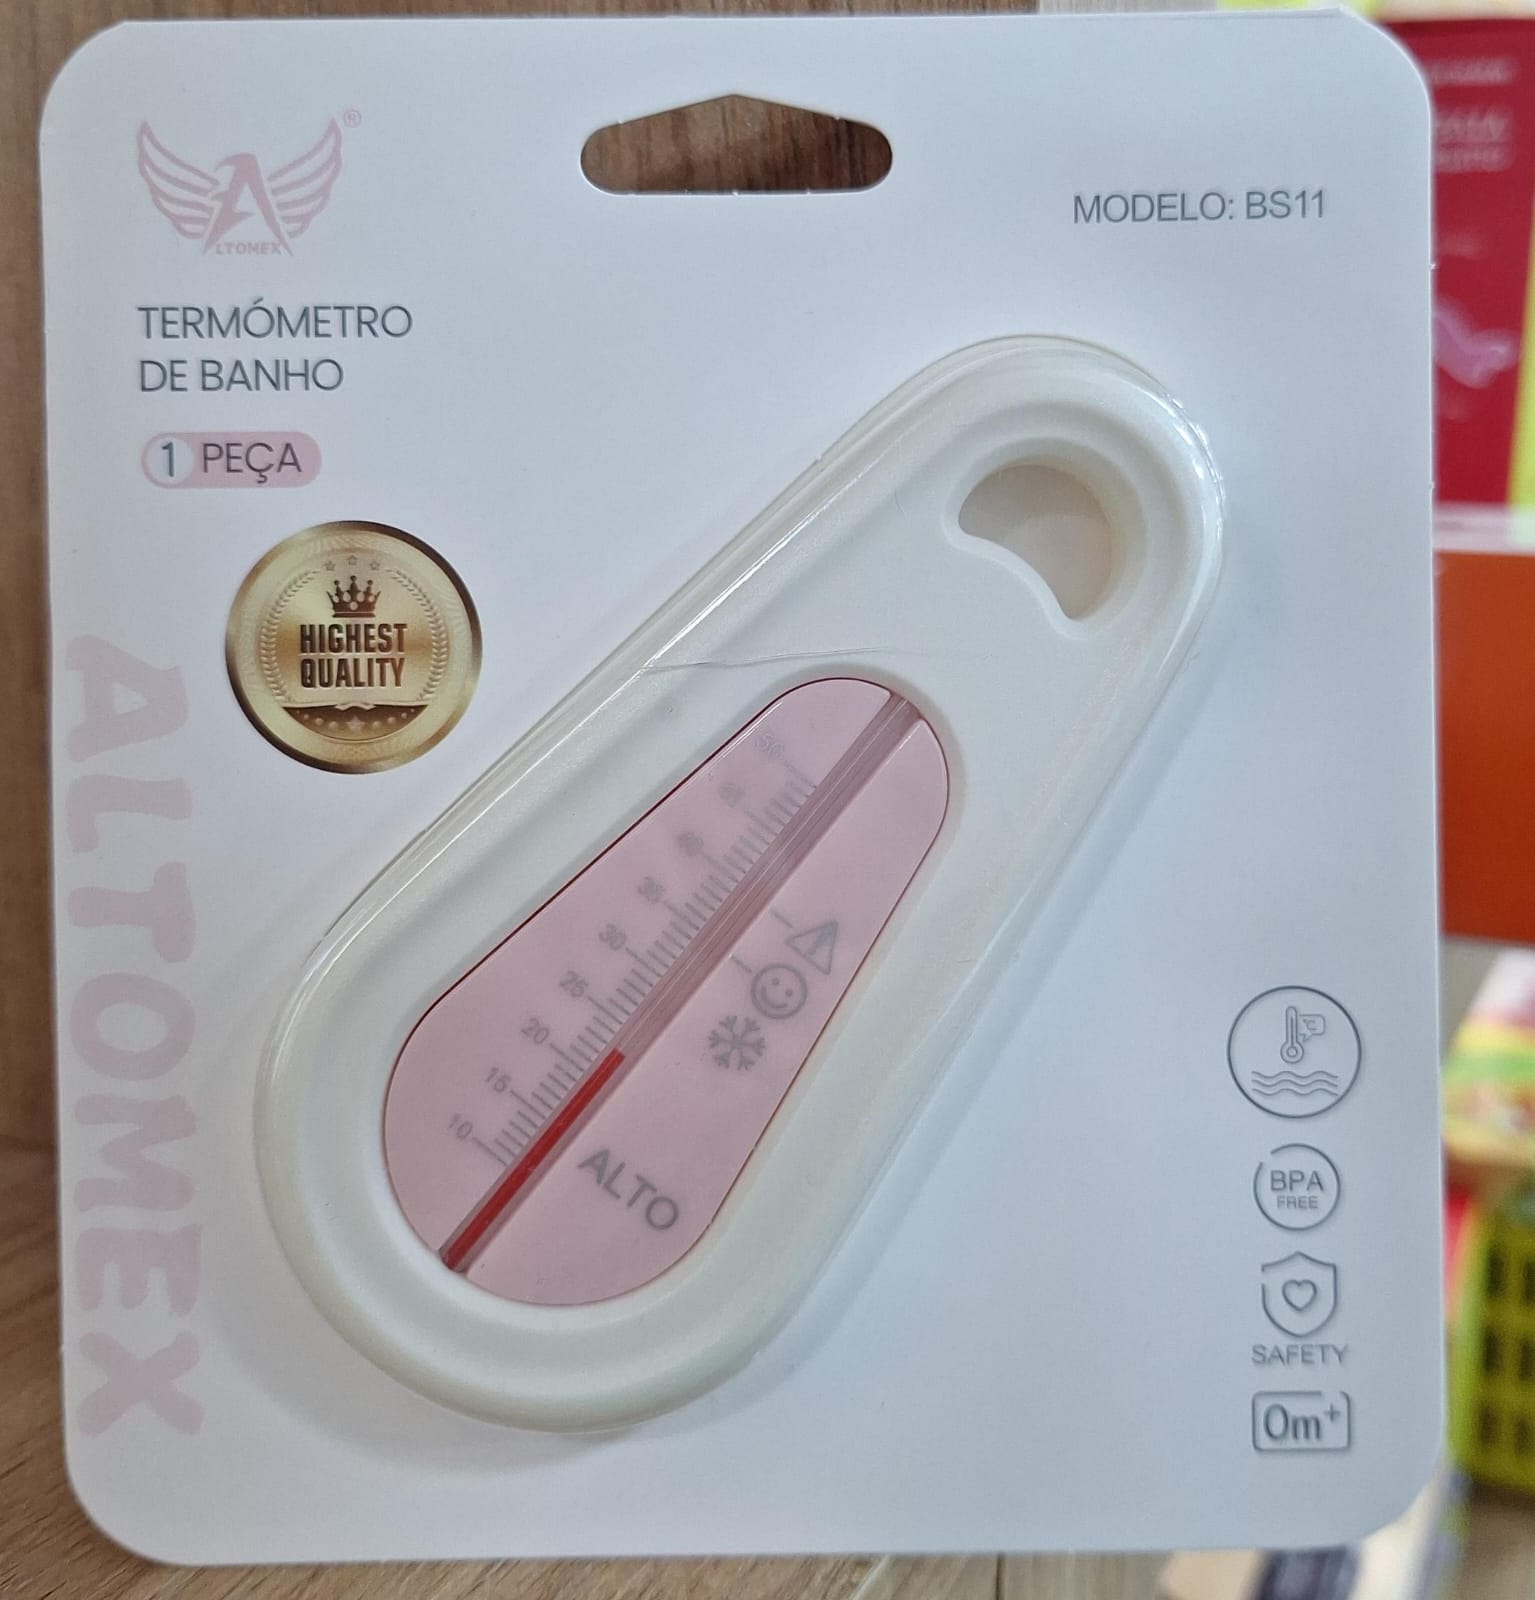 ALTOMEX
®
MODELO: BS11
TERMÓMETRO
DE BANHO
1 PEÇA
HIGHEST
QUALITY
ALTOMEX
50
40
35
30
25
20
15
10
ALTO
°C
BPA
FREE
SAFETY
0m+